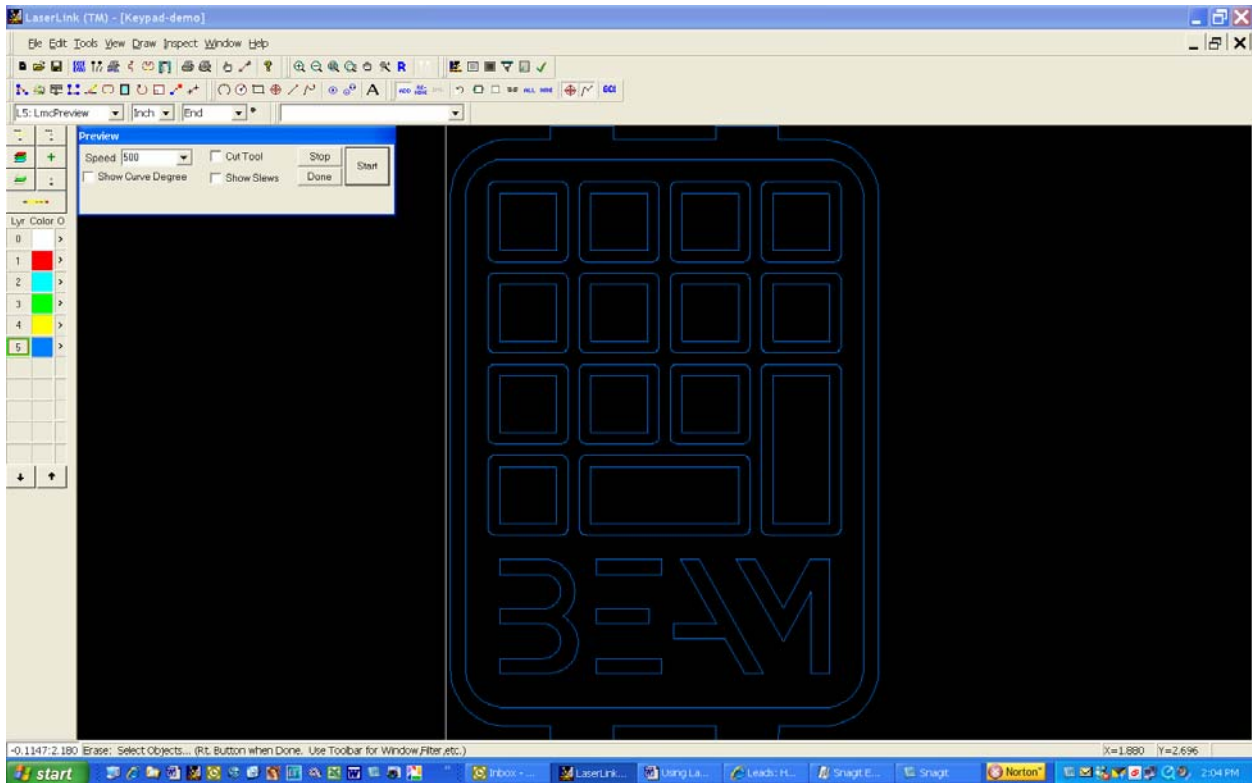 LaserLink (TM) - [Keypad-demo]
File Edit Tools View Draw Inspect Window Help
R
A
GO!
L5: LmcPreview Inch End
Preview
Speed 500 Cut Tool Stop Start
Show Curve Degree Show Slews Done
Lyr Color O
0
1
2
3
4
5
BEAM
-0.1147:2.180 Erase: Select Objects... (Rt. Button when Done. Use Toolbar for Window,Filter,etc.) X=1.880 Y=2.696
start Inbox - ... LaserLink... Using La... Leads: H... Snagit E... Snagit Norton 2:04 PM